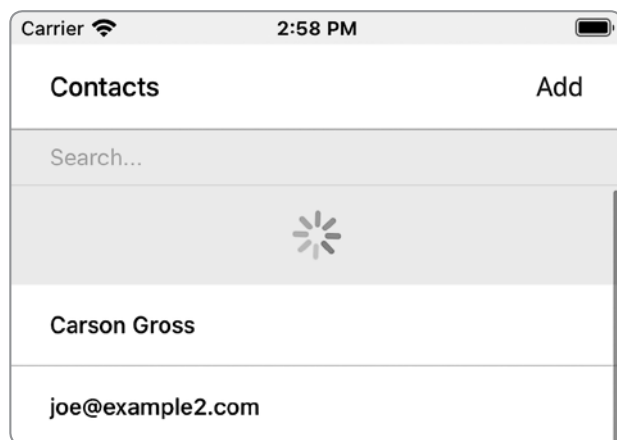 Carrier 2:58 PM
Contacts Add
Search...
Carson Gross
joe@example2.com